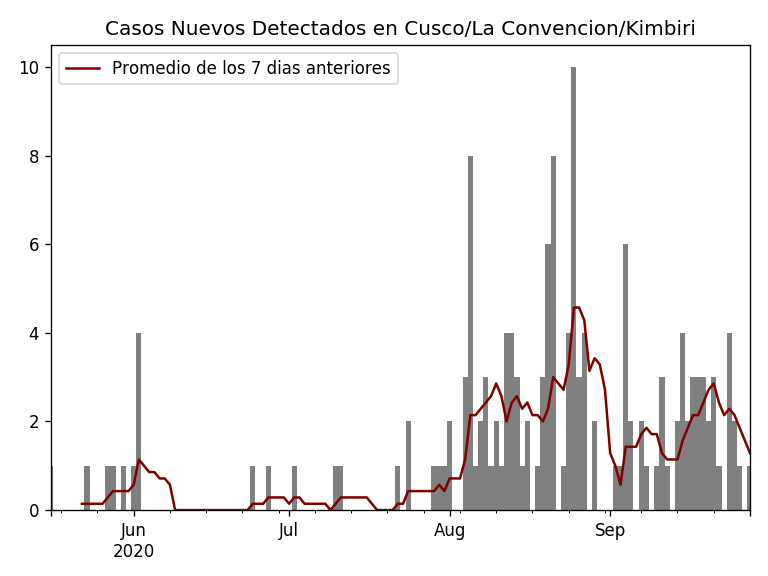 Casos Nuevos Detectados en Cusco/La Convencion/Kimbiri
Promedio de los 7 dias anteriores
10
8
6
4
2
0
Jun Jul Aug Sep
2020